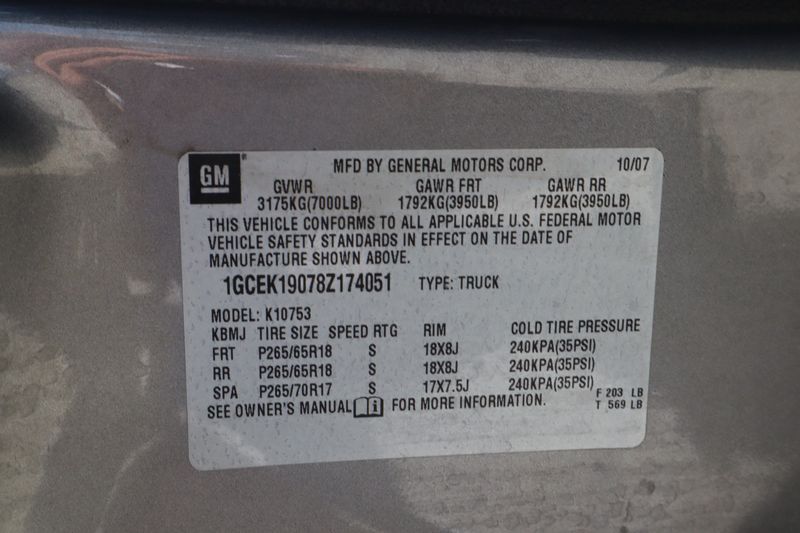 GM
MFD BY GENERAL MOTORS CORP. 10/07
GVWR GAWR FRT GAWR RR
3175KG(7000LB) 1792KG(3950LB) 1792KG(3950LB)
THIS VEHICLE CONFORMS TO ALL APPLICABLE U.S. FEDERAL MOTOR
VEHICLE SAFETY STANDARDS IN EFFECT ON THE DATE OF
MANUFACTURE SHOWN ABOVE.
1GCEK19078Z174051 TYPE: TRUCK
MODEL: K10753
KBMJ TIRE SIZE SPEED RTG RIM COLD TIRE PRESSURE
FRT P265/65R18 S 18X8J 240KPA(35PSI)
RR P265/65R18 S 18X8J 240KPA(35PSI)
SPA P265/70R17 S 17X7.5J 240KPA(35PSI)
SEE OWNER'S MANUAL FOR MORE INFORMATION.
F 203 LB
T 569 LB